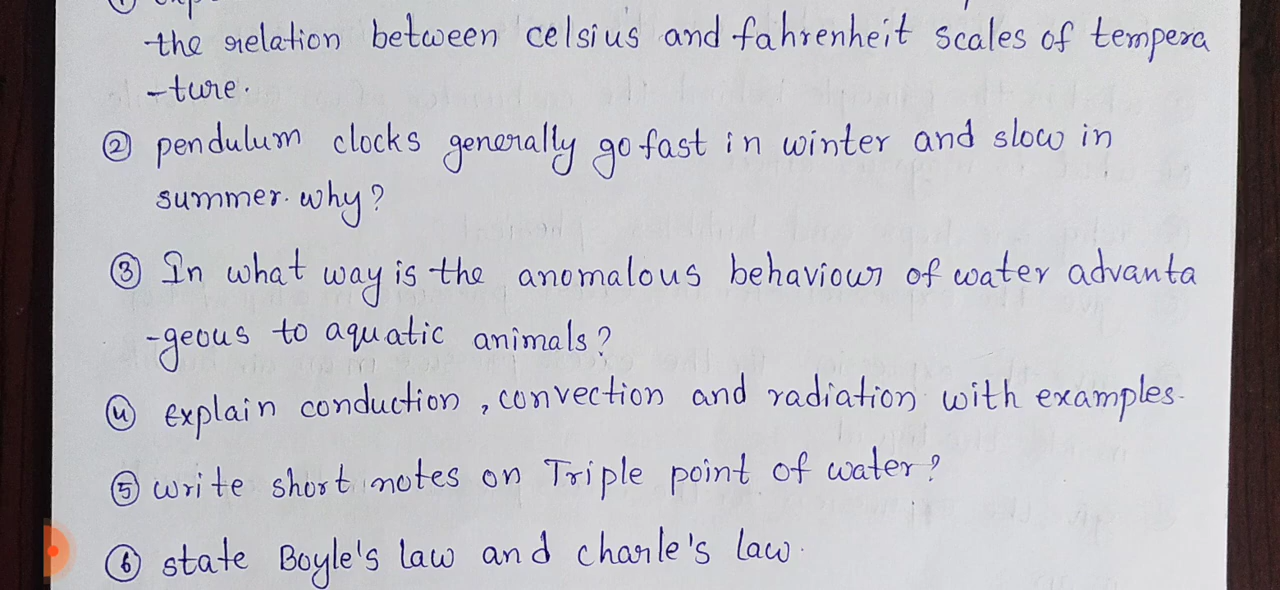 the relation between celsius and fahrenheit scales of tempera
-ture.
② pendulum clocks generally go fast in winter and slow in
summer. why?
③ In what way is the anomalous behaviour of water advanta
-geous to aquatic animals?
④ explain conduction, convection and radiation with examples.
⑤ write short notes on Triple point of water?
⑥ state Boyle's law and charle's law.